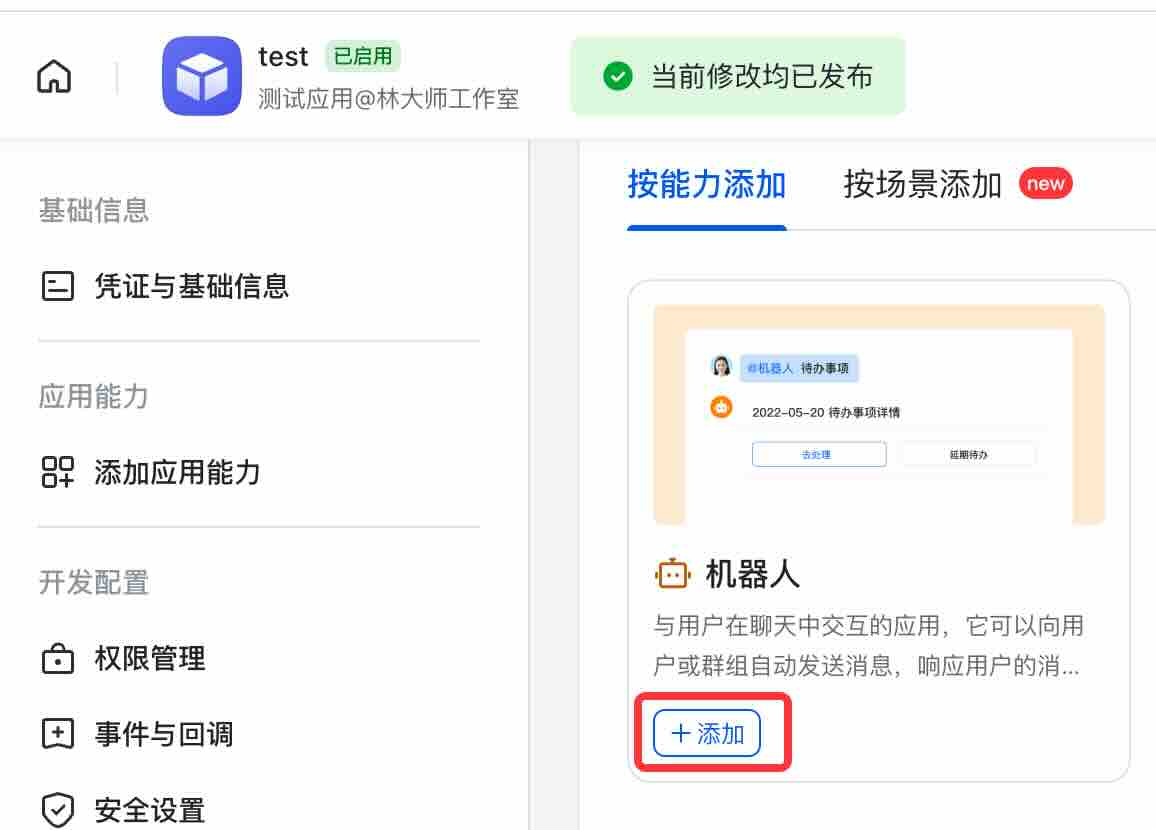 test 已启用
测试应用@林大师工作室
当前修改均已发布
基础信息
凭证与基础信息
应用能力
添加应用能力
开发配置
权限管理
事件与回调
安全设置
按能力添加 按场景添加 new
@机器人 待办事项
2022-05-20 待办事项详情
去处理 延期待办
机器人
与用户在聊天中交互的应用，它可以向用
户或群组自动发送消息，响应用户的消...
+添加